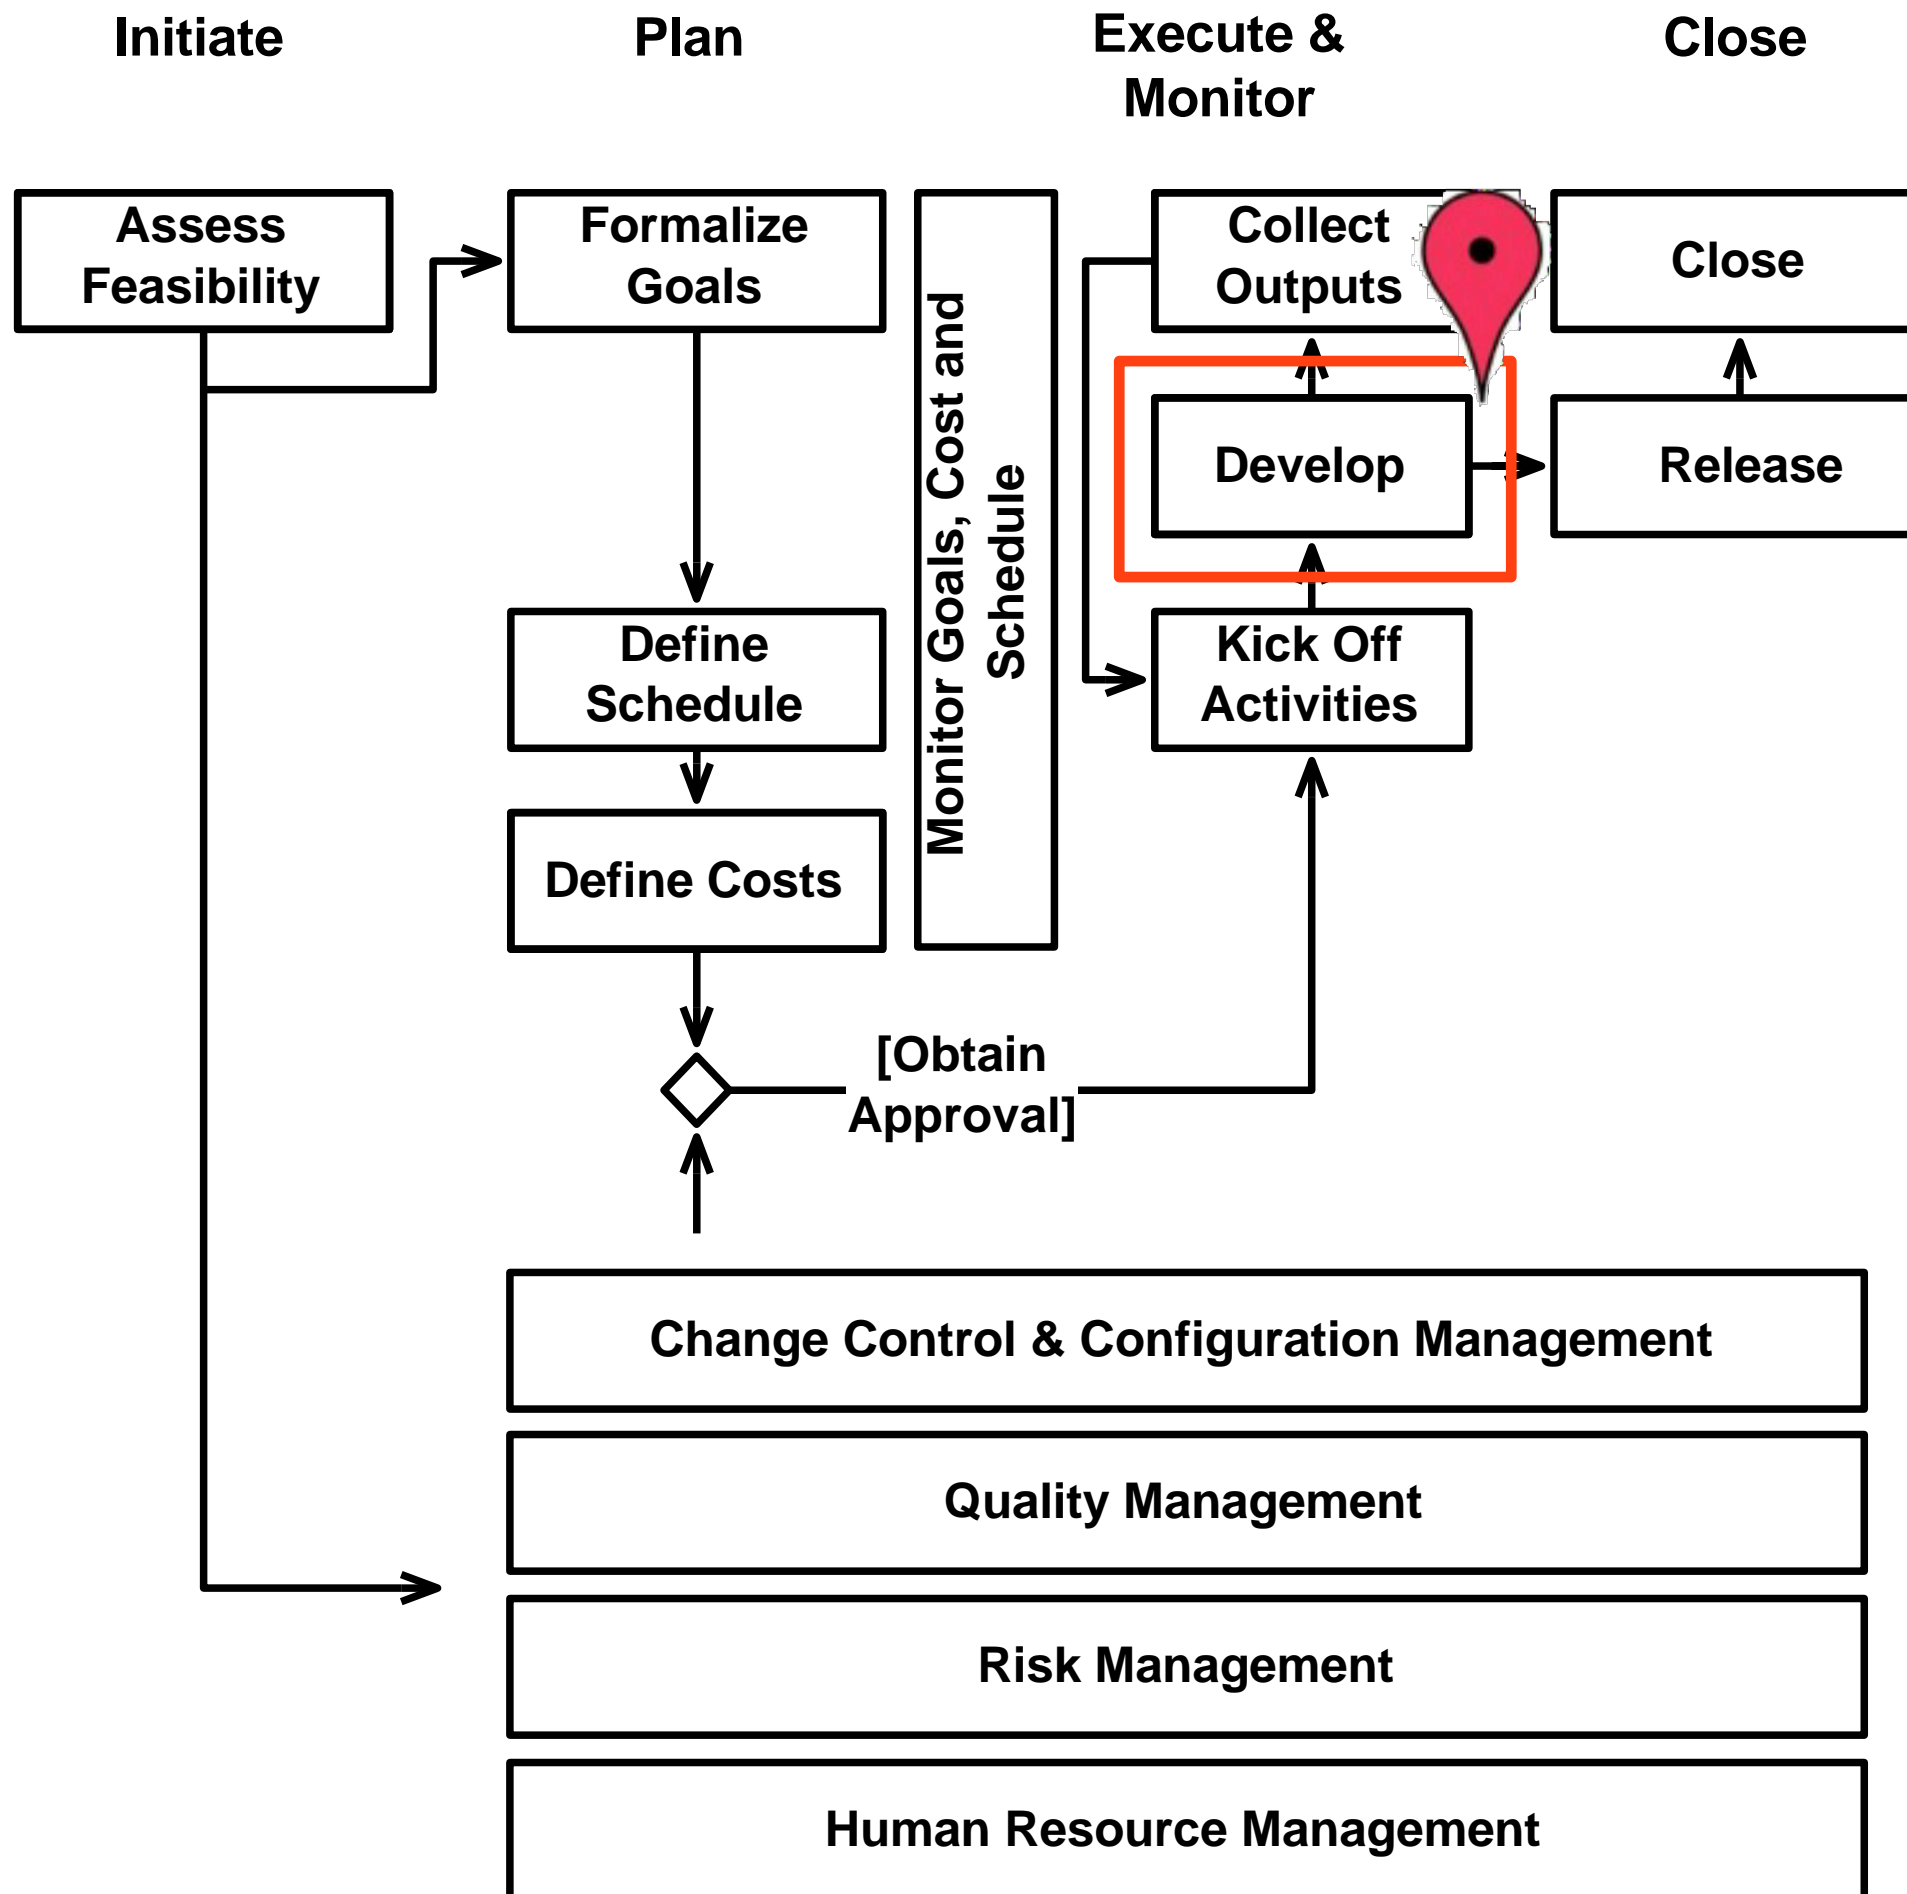 Initiate
Plan
Execute &
Monitor
Close
Assess
Feasibility
Formalize
Goals
Monitor Goals, Cost and
Schedule
Collect
Outputs
Close
Develop
Release
Define
Schedule
Kick Off
Activities
Define Costs
[Obtain
Approval]
Change Control & Configuration Management
Quality Management
Risk Management
Human Resource Management